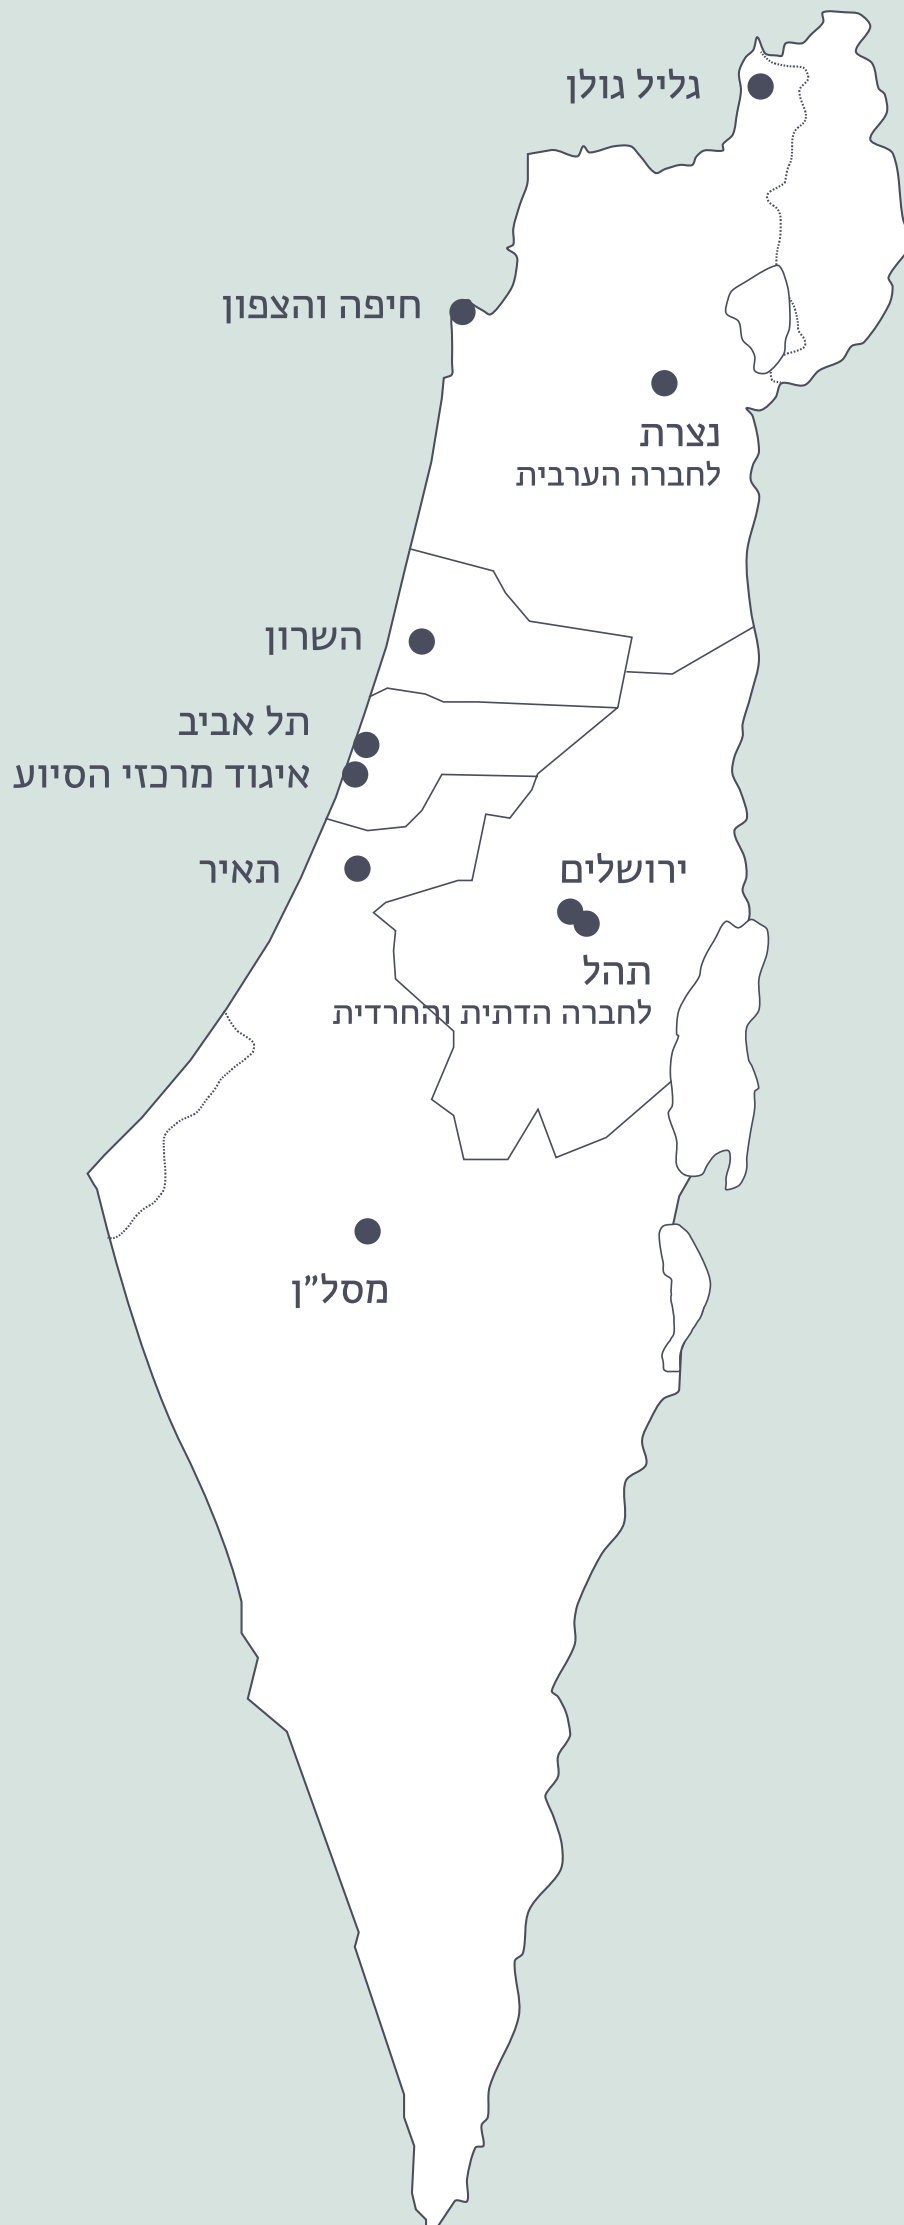 גליל גולן
חיפה והצפון
נצרת
לחברה הערבית
השרון
תל אביב
איגוד מרכזי הסיוע
תאיר
ירושלים
תהל
לחברה הדתית והחרדית
מסל"ן